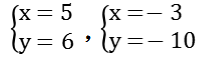 {x = 5 , {x = − 3
{y = 6 , {y = − 10